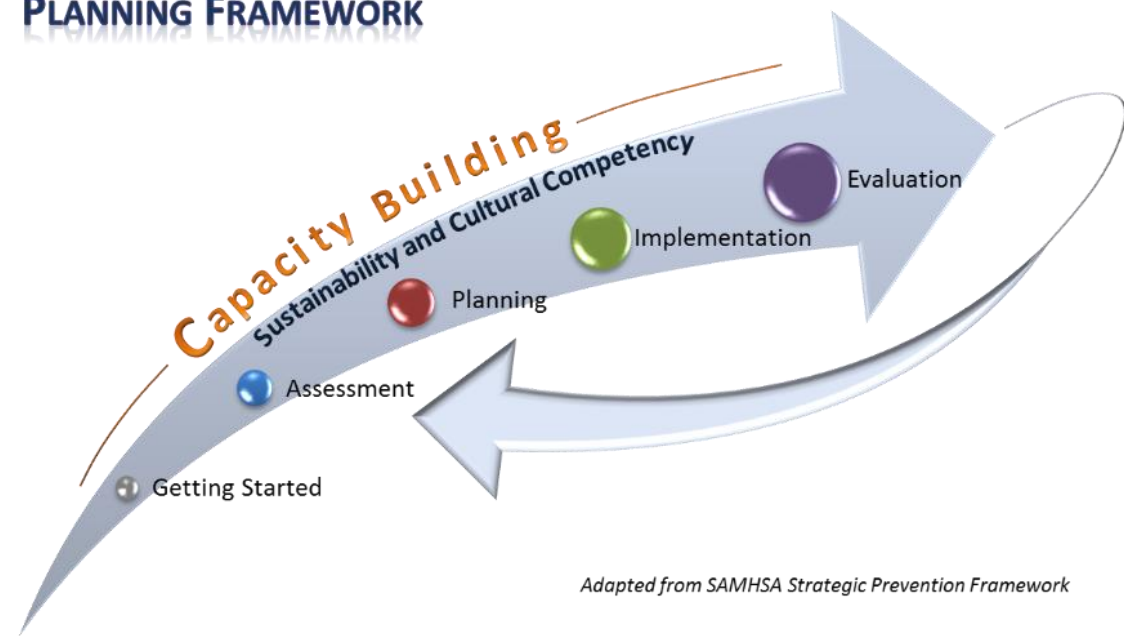 PLANNING FRAMEWORK
Capacity Building
Sustainability and Cultural Competency
Evaluation
Implementation
Planning
Assessment
Getting Started
Adapted from SAMHSA Strategic Prevention Framework